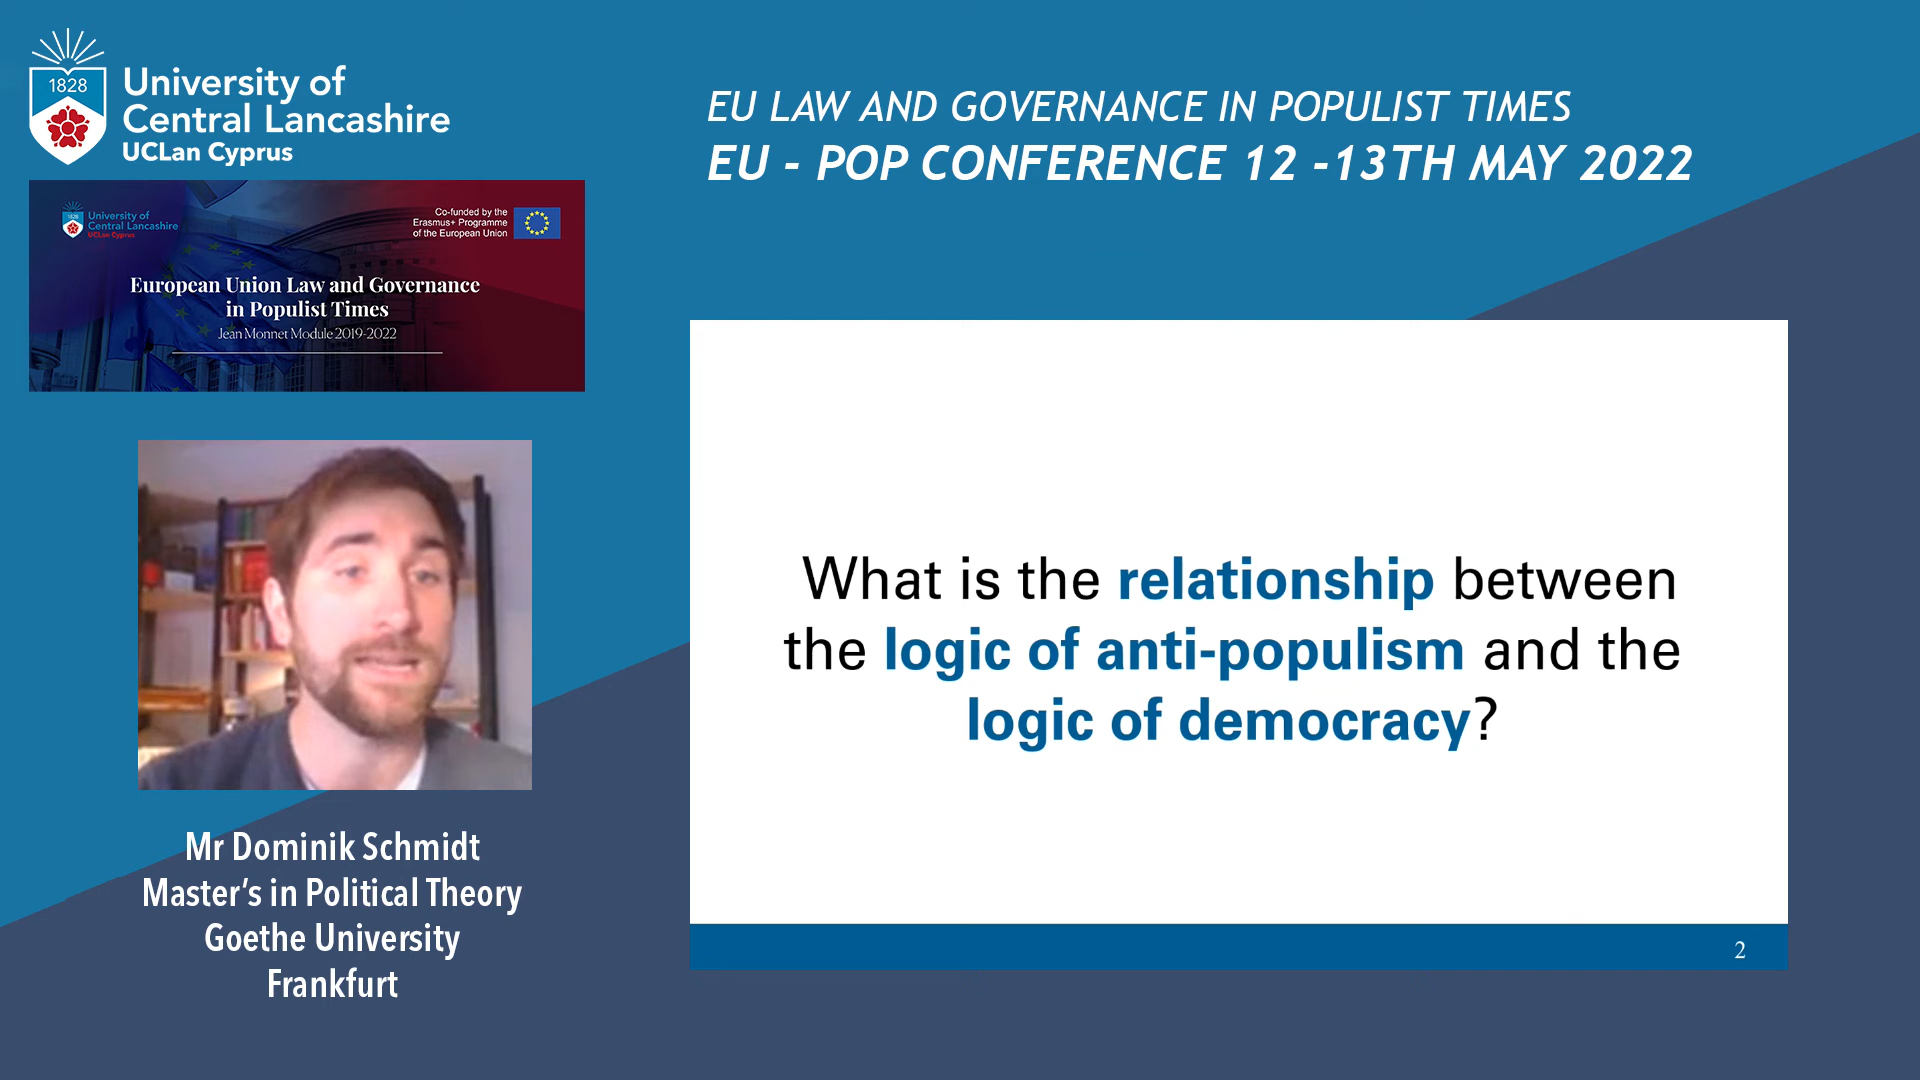 1828
University of
Central Lancashire
UCLan Cyprus
EU LAW AND GOVERNANCE IN POPULIST TIMES
EU - POP CONFERENCE 12 -13TH MAY 2022
1828
University of
Central Lancashire
UCLan Cyprus
Co-funded by the
Erasmus+ Programme
of the European Union
European Union Law and Governance
in Populist Times
Jean Monnet Module 2019-2022
What is the relationship between
the logic of anti-populism and the
logic of democracy?
2
Mr Dominik Schmidt
Master’s in Political Theory
Goethe University
Frankfurt